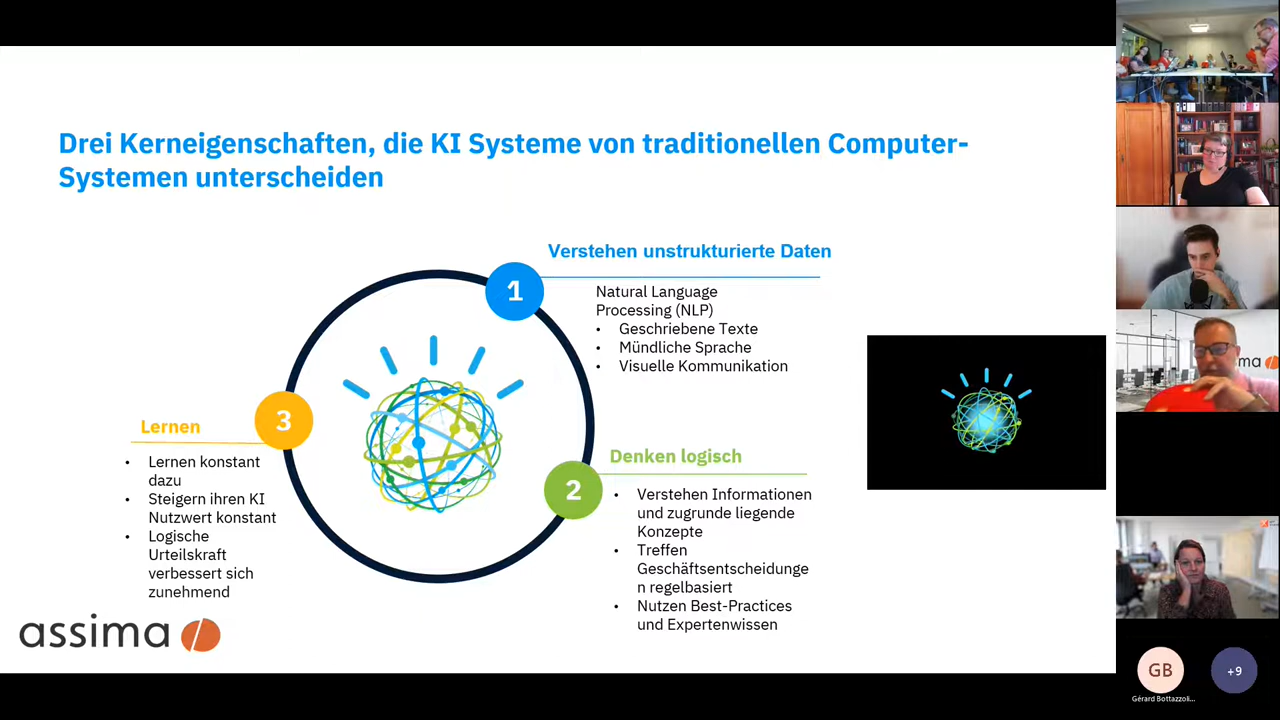 Drei Kerneigenschaften, die KI Systeme von traditionellen Computer-
Systemen unterscheiden
1
Verstehen unstrukturierte Daten
Natural Language
Processing (NLP)
• Geschriebene Texte
• Mündliche Sprache
• Visuelle Kommunikation
2
Denken logisch
• Verstehen Informationen
und zugrunde liegende
Konzepte
• Treffen
Geschäftsentscheidunge
n regelbasiert
• Nutzen Best-Practices
und Expertenwissen
3
Lernen
• Lernen konstant
dazu
• Steigern ihren KI
Nutzwert konstant
• Logische
Urteilskraft
verbessert sich
zunehmend
assima
ma
GB
+9
Gérard Bottazzoli...